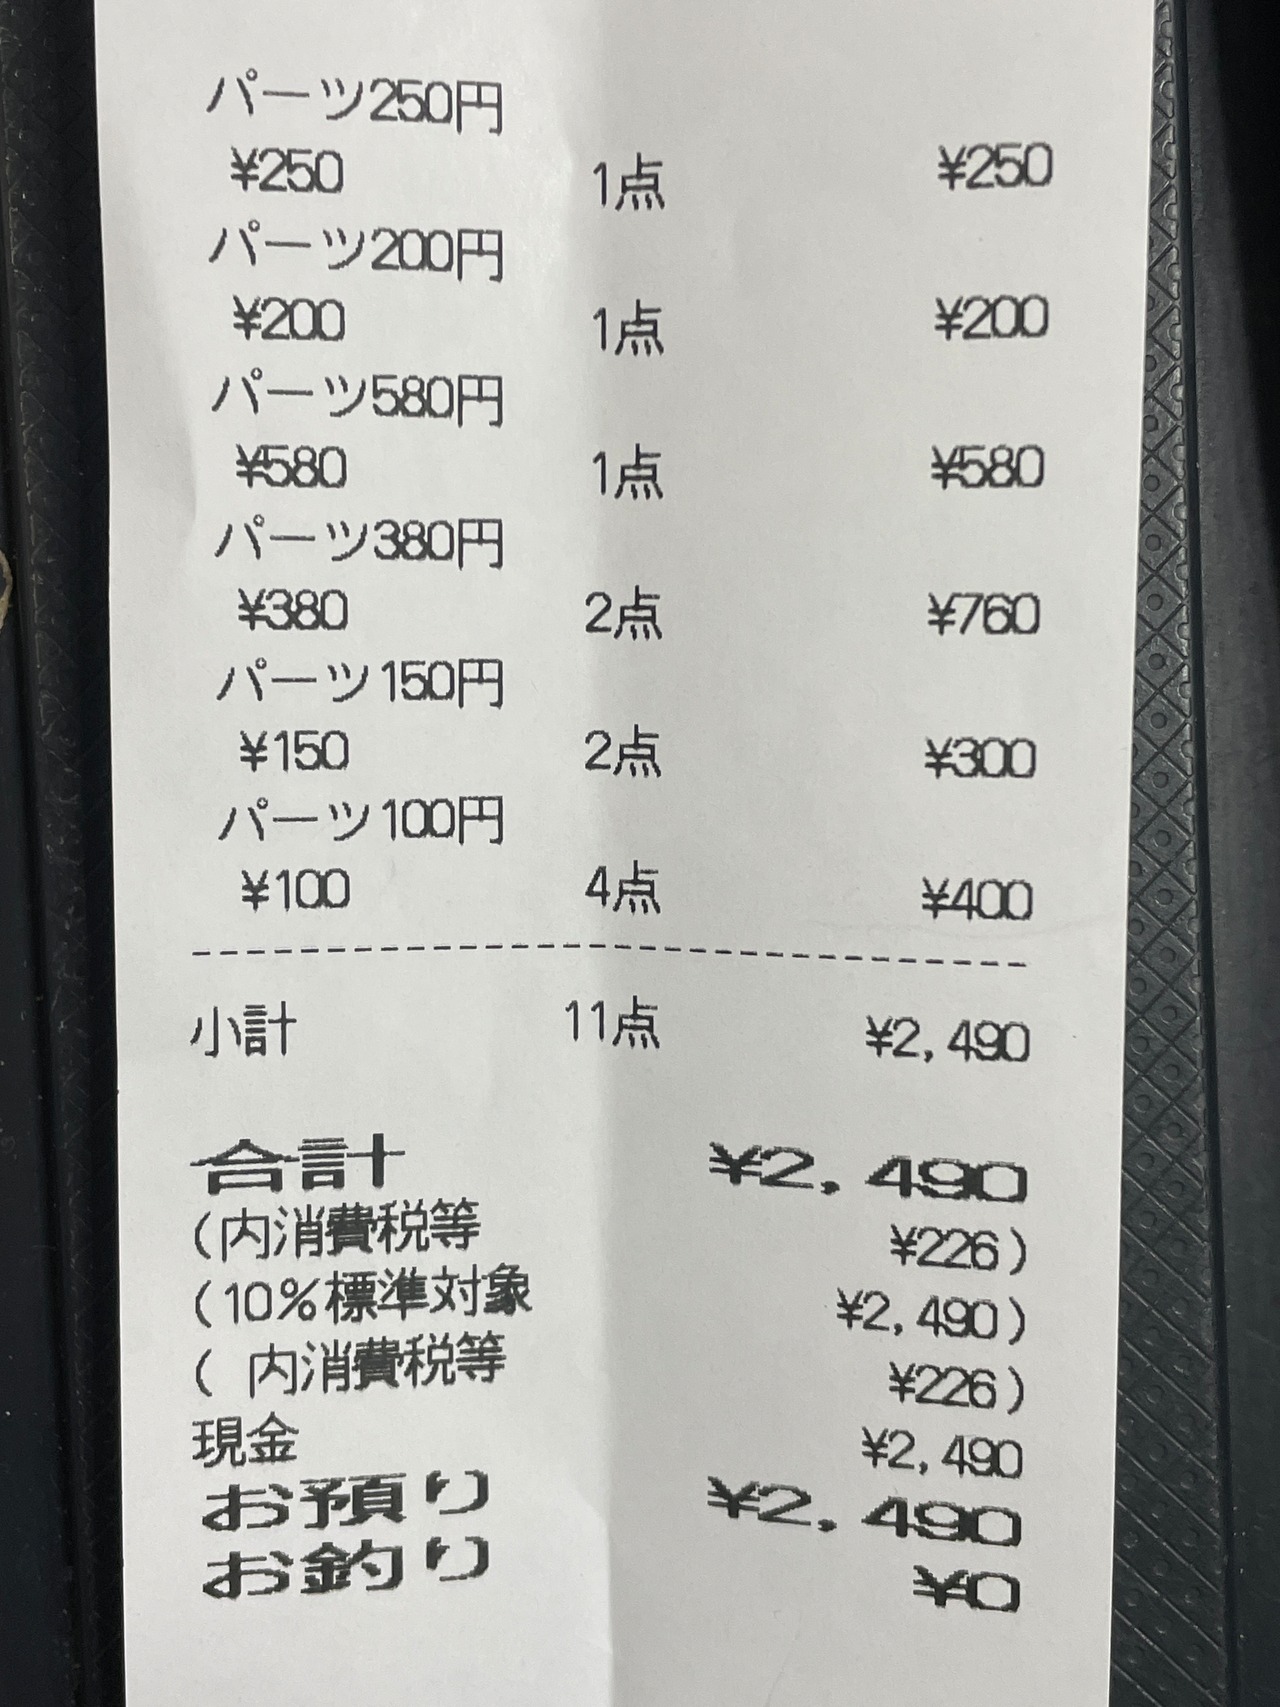 パーツ250円
¥250 1点 ¥250
パーツ200円
¥200 1点 ¥200
パーツ580円
¥580 1点 ¥580
パーツ380円
¥380 2点 ¥760
パーツ150円
¥150 2点 ¥300
パーツ100円
¥100 4点 ¥400
小計 11点 ¥2,490
合計 ¥2,490
(内消費税等 ¥226)
(10%標準対象 ¥2,490)
( 内消費税等 ¥226)
現金 ¥2,490
お預り ¥2,490
お釣り ¥0